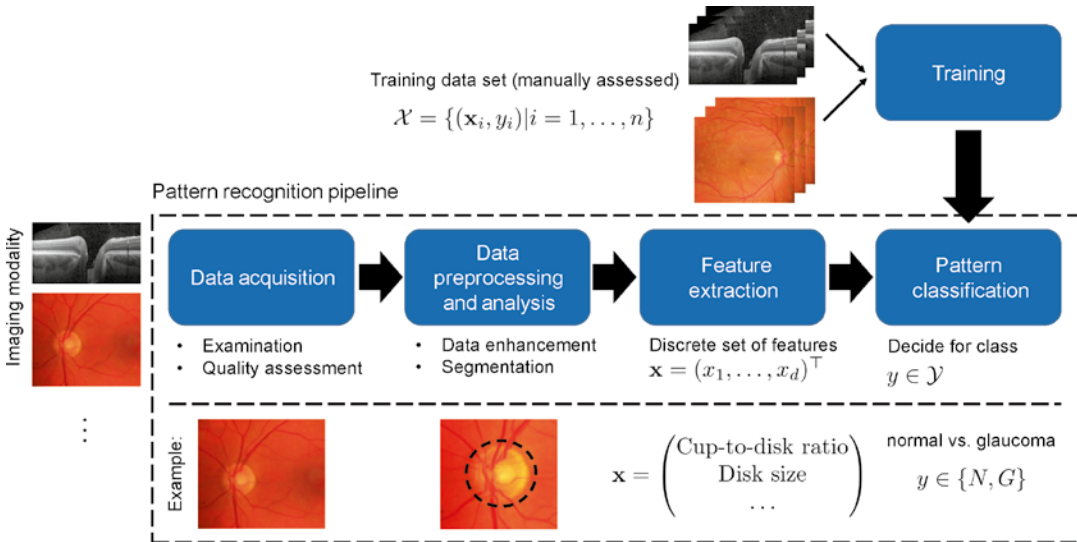 Training data set (manually assessed)
𝒳 = {(𝐱ᵢ, yᵢ)|i = 1, . . . , n}
Training
Pattern recognition pipeline
Imaging modality
⋮
Data acquisition
Data
preprocessing
and analysis
Feature
extraction
Pattern
classification
• Examination
• Quality assessment
• Data enhancement
• Segmentation
Discrete set of features
𝐱 = (x₁, . . . , x_d)^⊤
Decide for class
y ∈ 𝒴
Example:
𝐱 = (Cup-to-disk ratio
Disk size
. . .)
normal vs. glaucoma
y ∈ {N, G}